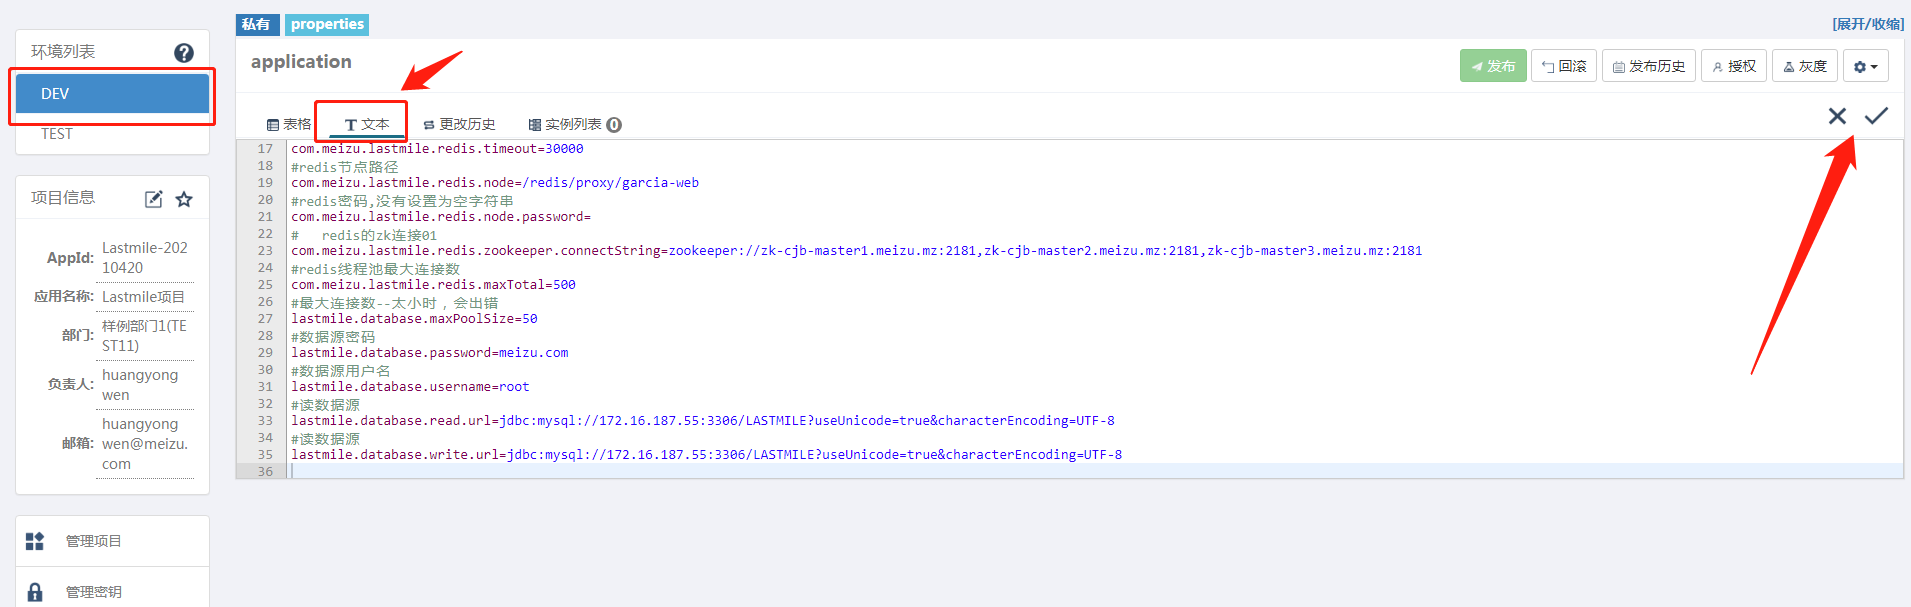 环境列表
DEV
TEST
项目信息
AppId: Lastmile-202
10420
应用名称: Lastmile项目
部门: 样例部门1(TE
ST11)
负责人: huangyong
wen
邮箱: huangyong
wen@meizu.
com
管理项目
管理密钥
私有 properties
[展开/收缩]
application
发布 回滚 发布历史 授权 灰度
表格 文本 更改历史 实例列表 0
17 com.meizu.lastmile.redis.timeout=30000
18 #redis节点路径
19 com.meizu.lastmile.redis.node=/redis/proxy/garcia-web
20 #redis密码,没有设置为空字符串
21 com.meizu.lastmile.redis.node.password=
22 #   redis的zk连接01
23 com.meizu.lastmile.redis.zookeeper.connectString=zookeeper://zk-cjb-master1.meizu.mz:2181,zk-cjb-master2.meizu.mz:2181,zk-cjb-master3.meizu.mz:2181
24 #redis线程池最大连接数
25 com.meizu.lastmile.redis.maxTotal=500
26 #最大连接数--太小时，会出错
27 lastmile.database.maxPoolSize=50
28 #数据源密码
29 lastmile.database.password=meizu.com
30 #数据源用户名
31 lastmile.database.username=root
32 #读数据源
33 lastmile.database.read.url=jdbc:mysql://172.16.187.55:3306/LASTMILE?useUnicode=true&characterEncoding=UTF-8
34 #读数据源
35 lastmile.database.write.url=jdbc:mysql://172.16.187.55:3306/LASTMILE?useUnicode=true&characterEncoding=UTF-8
36